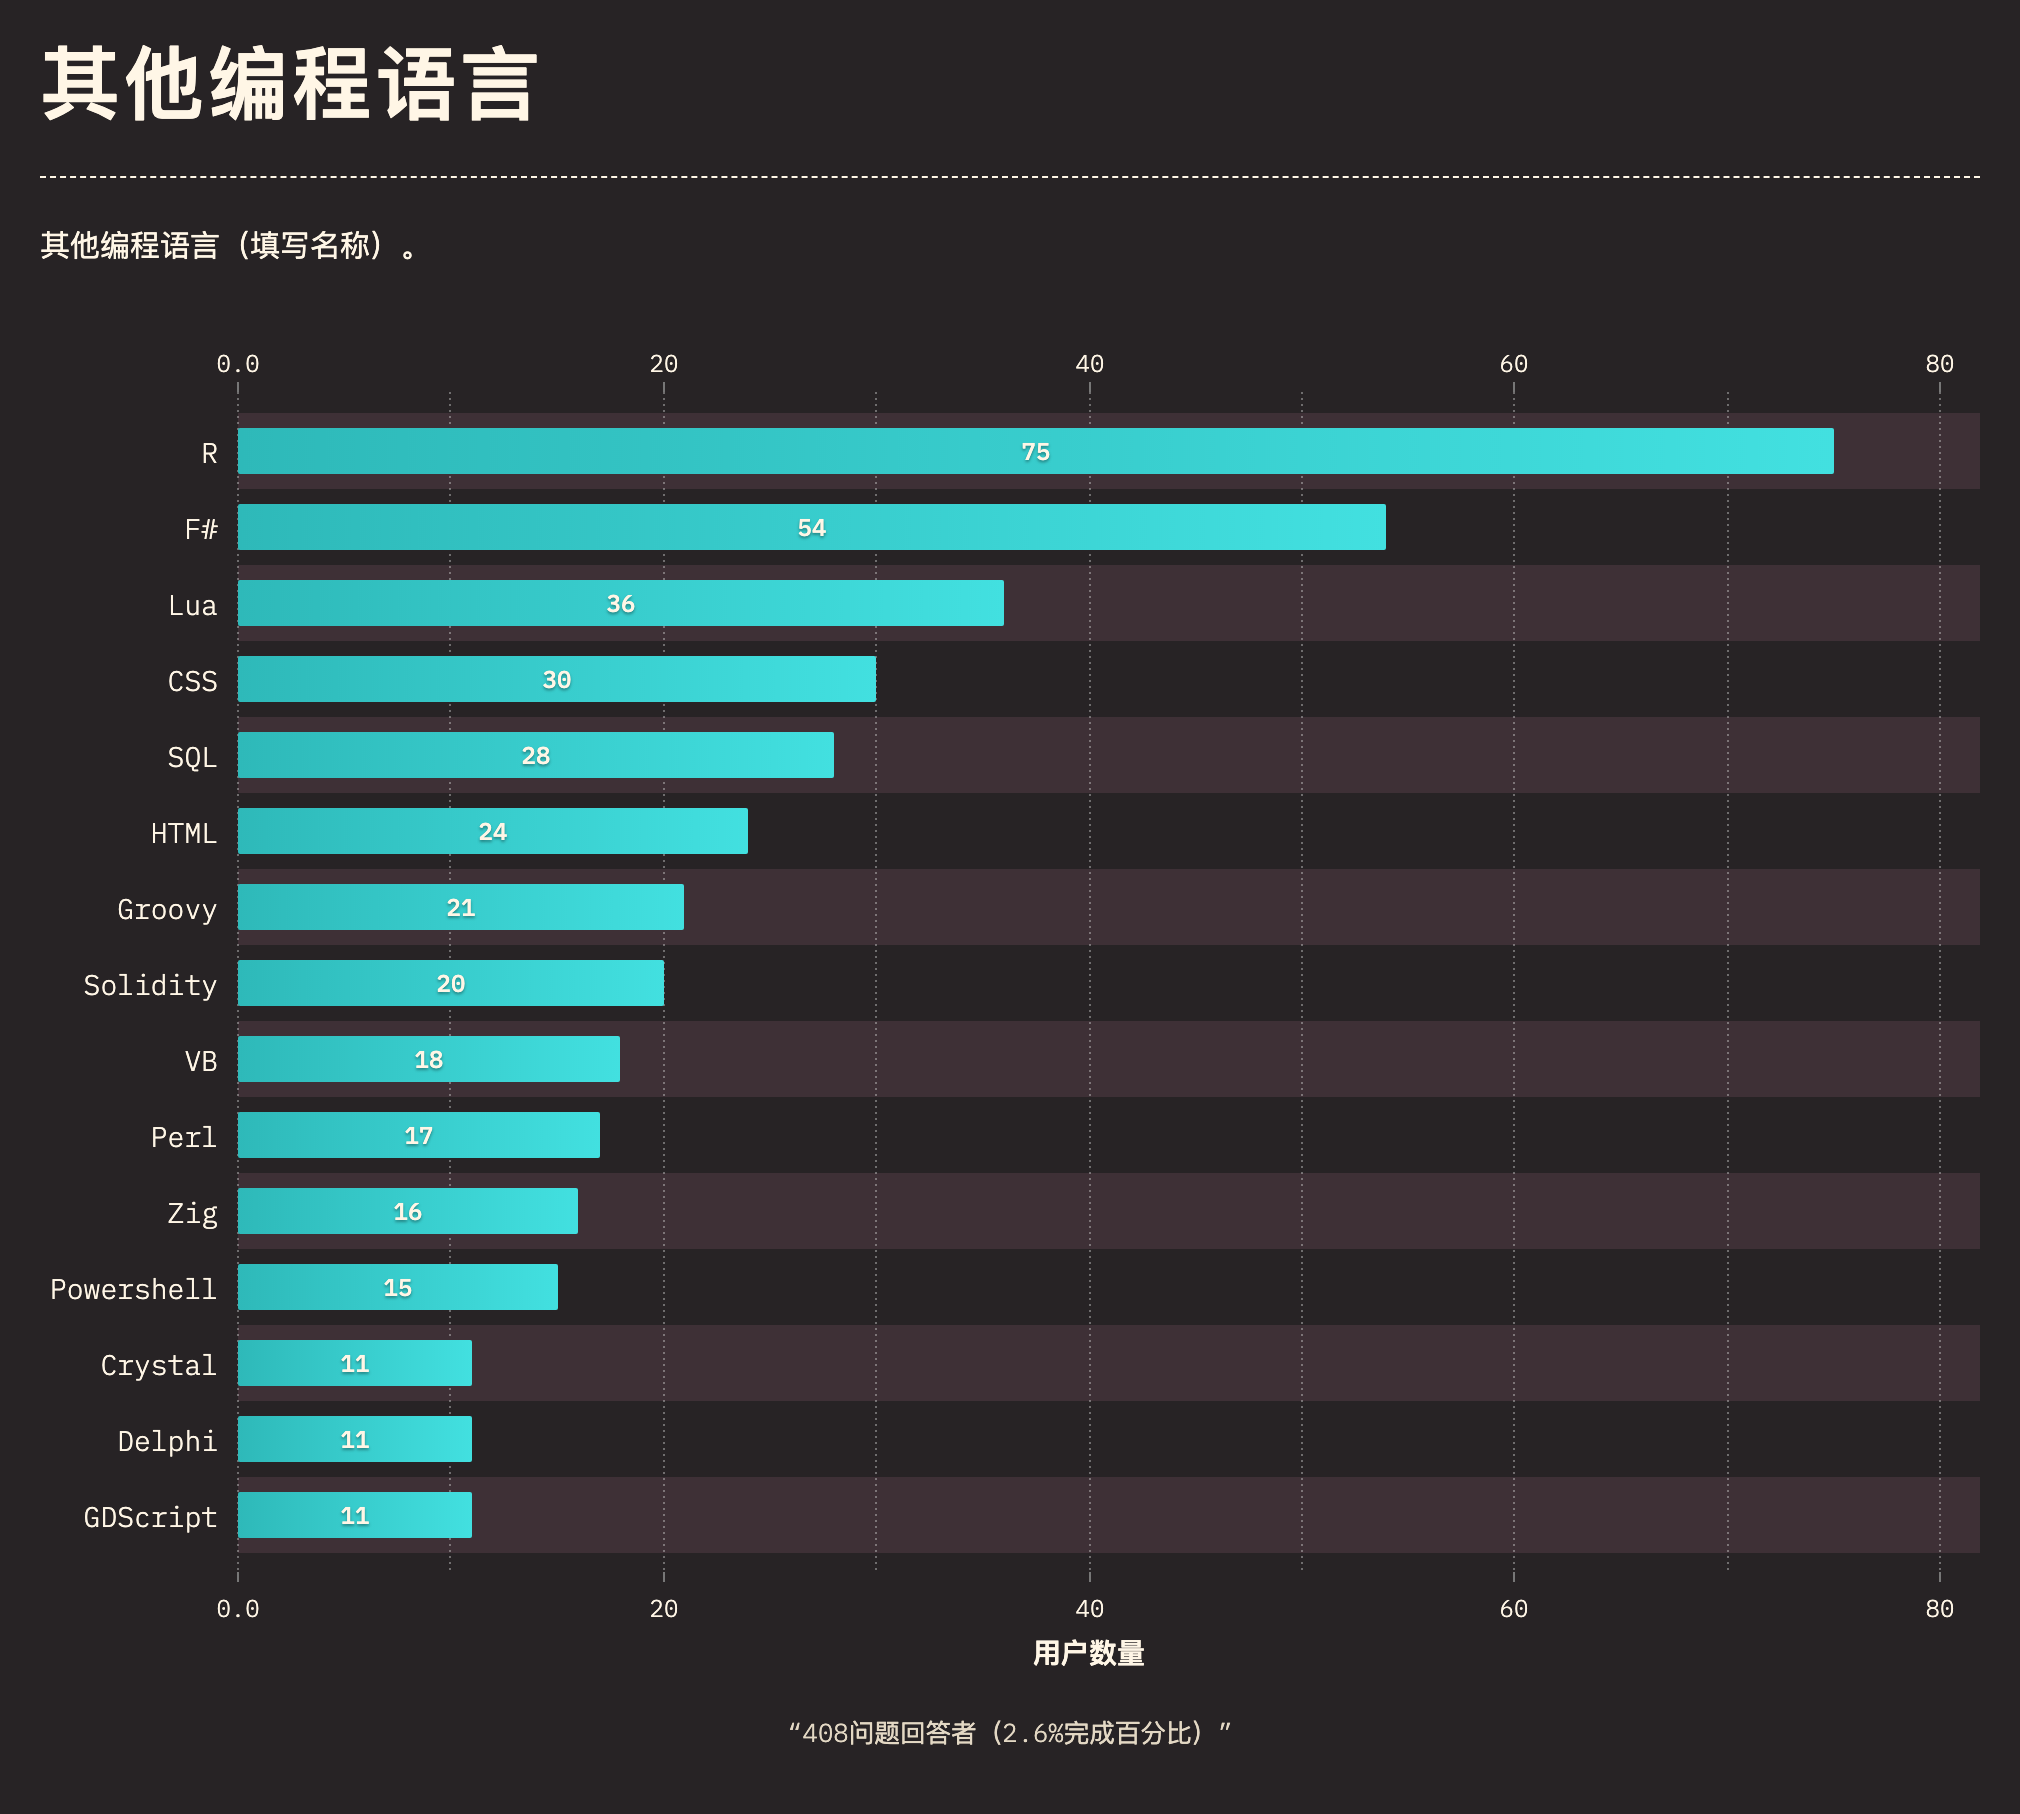 其他编程语言
其他编程语言（填写名称）。
0.0 20 40 60 80
R 75
F# 54
Lua 36
CSS 30
SQL 28
HTML 24
Groovy 21
Solidity 20
VB 18
Perl 17
Zig 16
Powershell 15
Crystal 11
Delphi 11
GDScript 11
0.0 20 40 60 80
用户数量
“408问题回答者（2.6%完成百分比）”